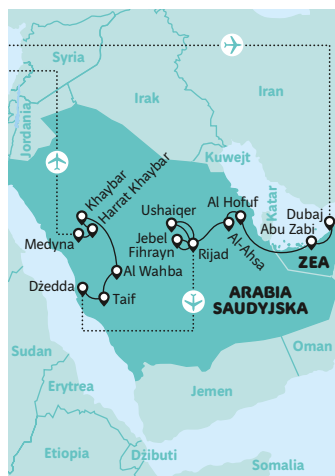 Syria
Irak
Iran
Jordania
Kuwejt
Khaybar
Harrat Khaybar
Medyna
Ushaiqer
Al Hofuf
Katar
Dubaj
Abu Zabi
Jebel
Fihrayn
Al-Ahsa
Rijad
ZEA
Al Wahba
Dżedda
Taif
ARABIA
SAUDYJSKA
Oman
Sudan
Erytrea
Jemen
Etiopia
Dżibuti
Somalia